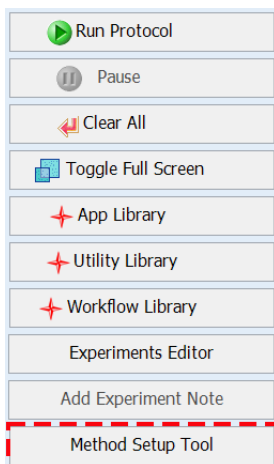 Run Protocol
Pause
Clear All
Toggle Full Screen
App Library
Utility Library
Workflow Library
Experiments Editor
Add Experiment Note
Method Setup Tool